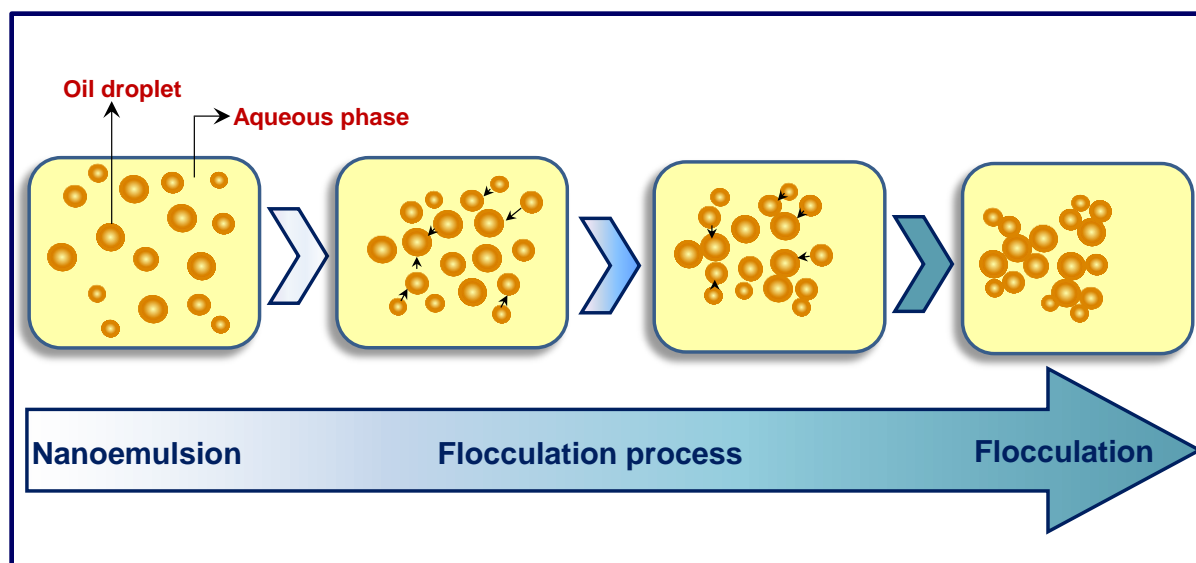 Oil droplet
Aqueous phase
Nanoemulsion
Flocculation process
Flocculation